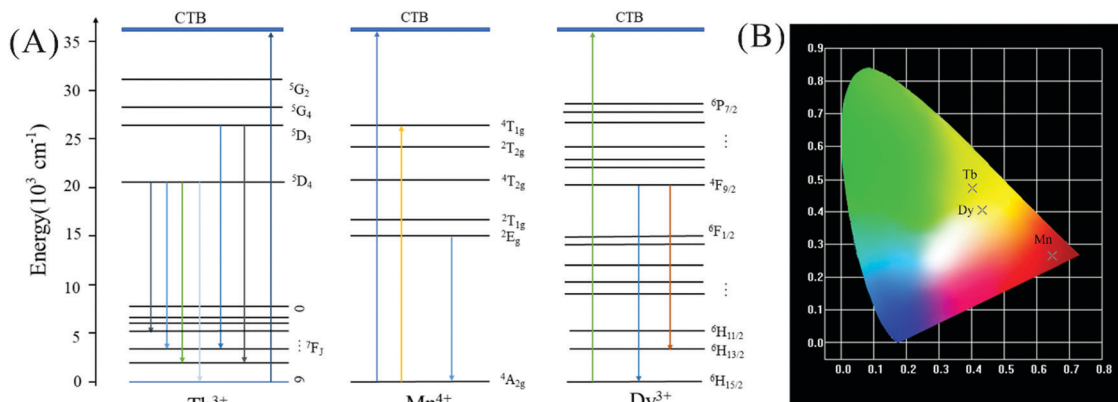 (A)
CTB
CTB
CTB
(B)
Energy(10³ cm⁻¹)
35
30
25
20
15
10
5
0
⁵G₂
⁵G₄
⁵D₃
⁵D₄
0
⋮ ⁷F_J
6
Tb³⁺
⁴T₁g
²T₂g
⁴T₂g
²T₁g
²Eg
⁴A₂g
Mn⁴⁺
⁶P₇/₂
⋮
⁴F₉/₂
⁶F₁/₂
⋮
⁶H₁₁/₂
⁶H₁₃/₂
⁶H₁₅/₂
Dy³⁺
0.9
0.8
0.7
0.6
0.5
0.4
0.3
0.2
0.1
0.0
Tb
Dy
Mn
0.0 0.1 0.2 0.3 0.4 0.5 0.6 0.7 0.8